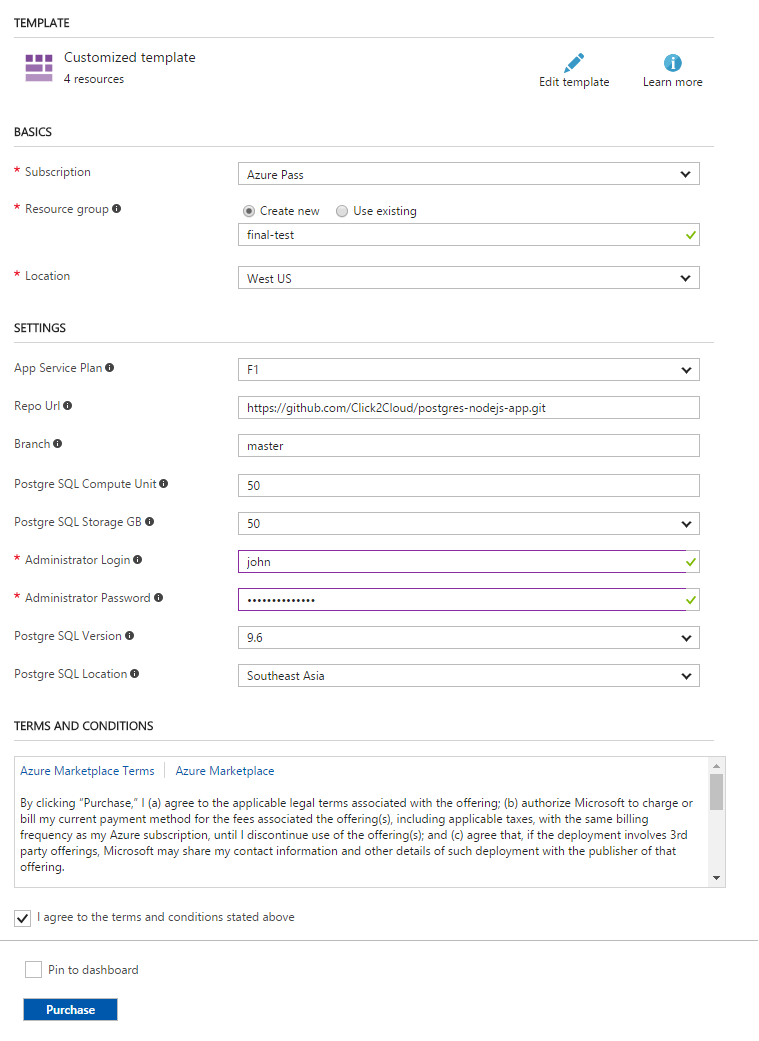 TEMPLATE
Customized template
4 resources
Edit template
Learn more
BASICS
* Subscription
Azure Pass
* Resource group
Create new
Use existing
final-test
* Location
West US
SETTINGS
App Service Plan
F1
Repo Url
https://github.com/Click2Cloud/postgres-nodejs-app.git
Branch
master
Postgre SQL Compute Unit
50
Postgre SQL Storage GB
50
* Administrator Login
john
* Administrator Password
••••••••••••••
Postgre SQL Version
9.6
Postgre SQL Location
Southeast Asia
TERMS AND CONDITIONS
Azure Marketplace Terms
Azure Marketplace
By clicking “Purchase,” I (a) agree to the applicable legal terms associated with the offering; (b) authorize Microsoft to charge or
bill my current payment method for the fees associated the offering(s), including applicable taxes, with the same billing
frequency as my Azure subscription, until I discontinue use of the offering(s); and (c) agree that, if the deployment involves 3rd
party offerings, Microsoft may share my contact information and other details of such deployment with the publisher of that
offering.
I agree to the terms and conditions stated above
Pin to dashboard
Purchase